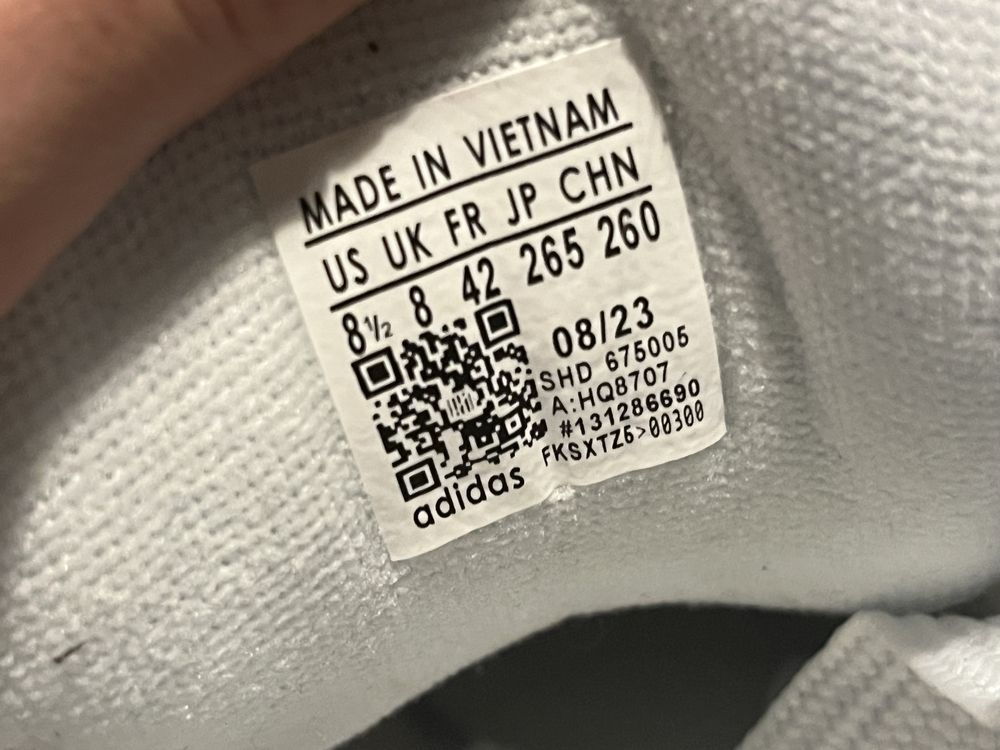 MADE IN VIETNAM
US UK FR JP CHN
8½ 8 42 265 260
08/23
SHD 675005
A:HQ8707
#131286690
FKSXTZ6>00300
adidas